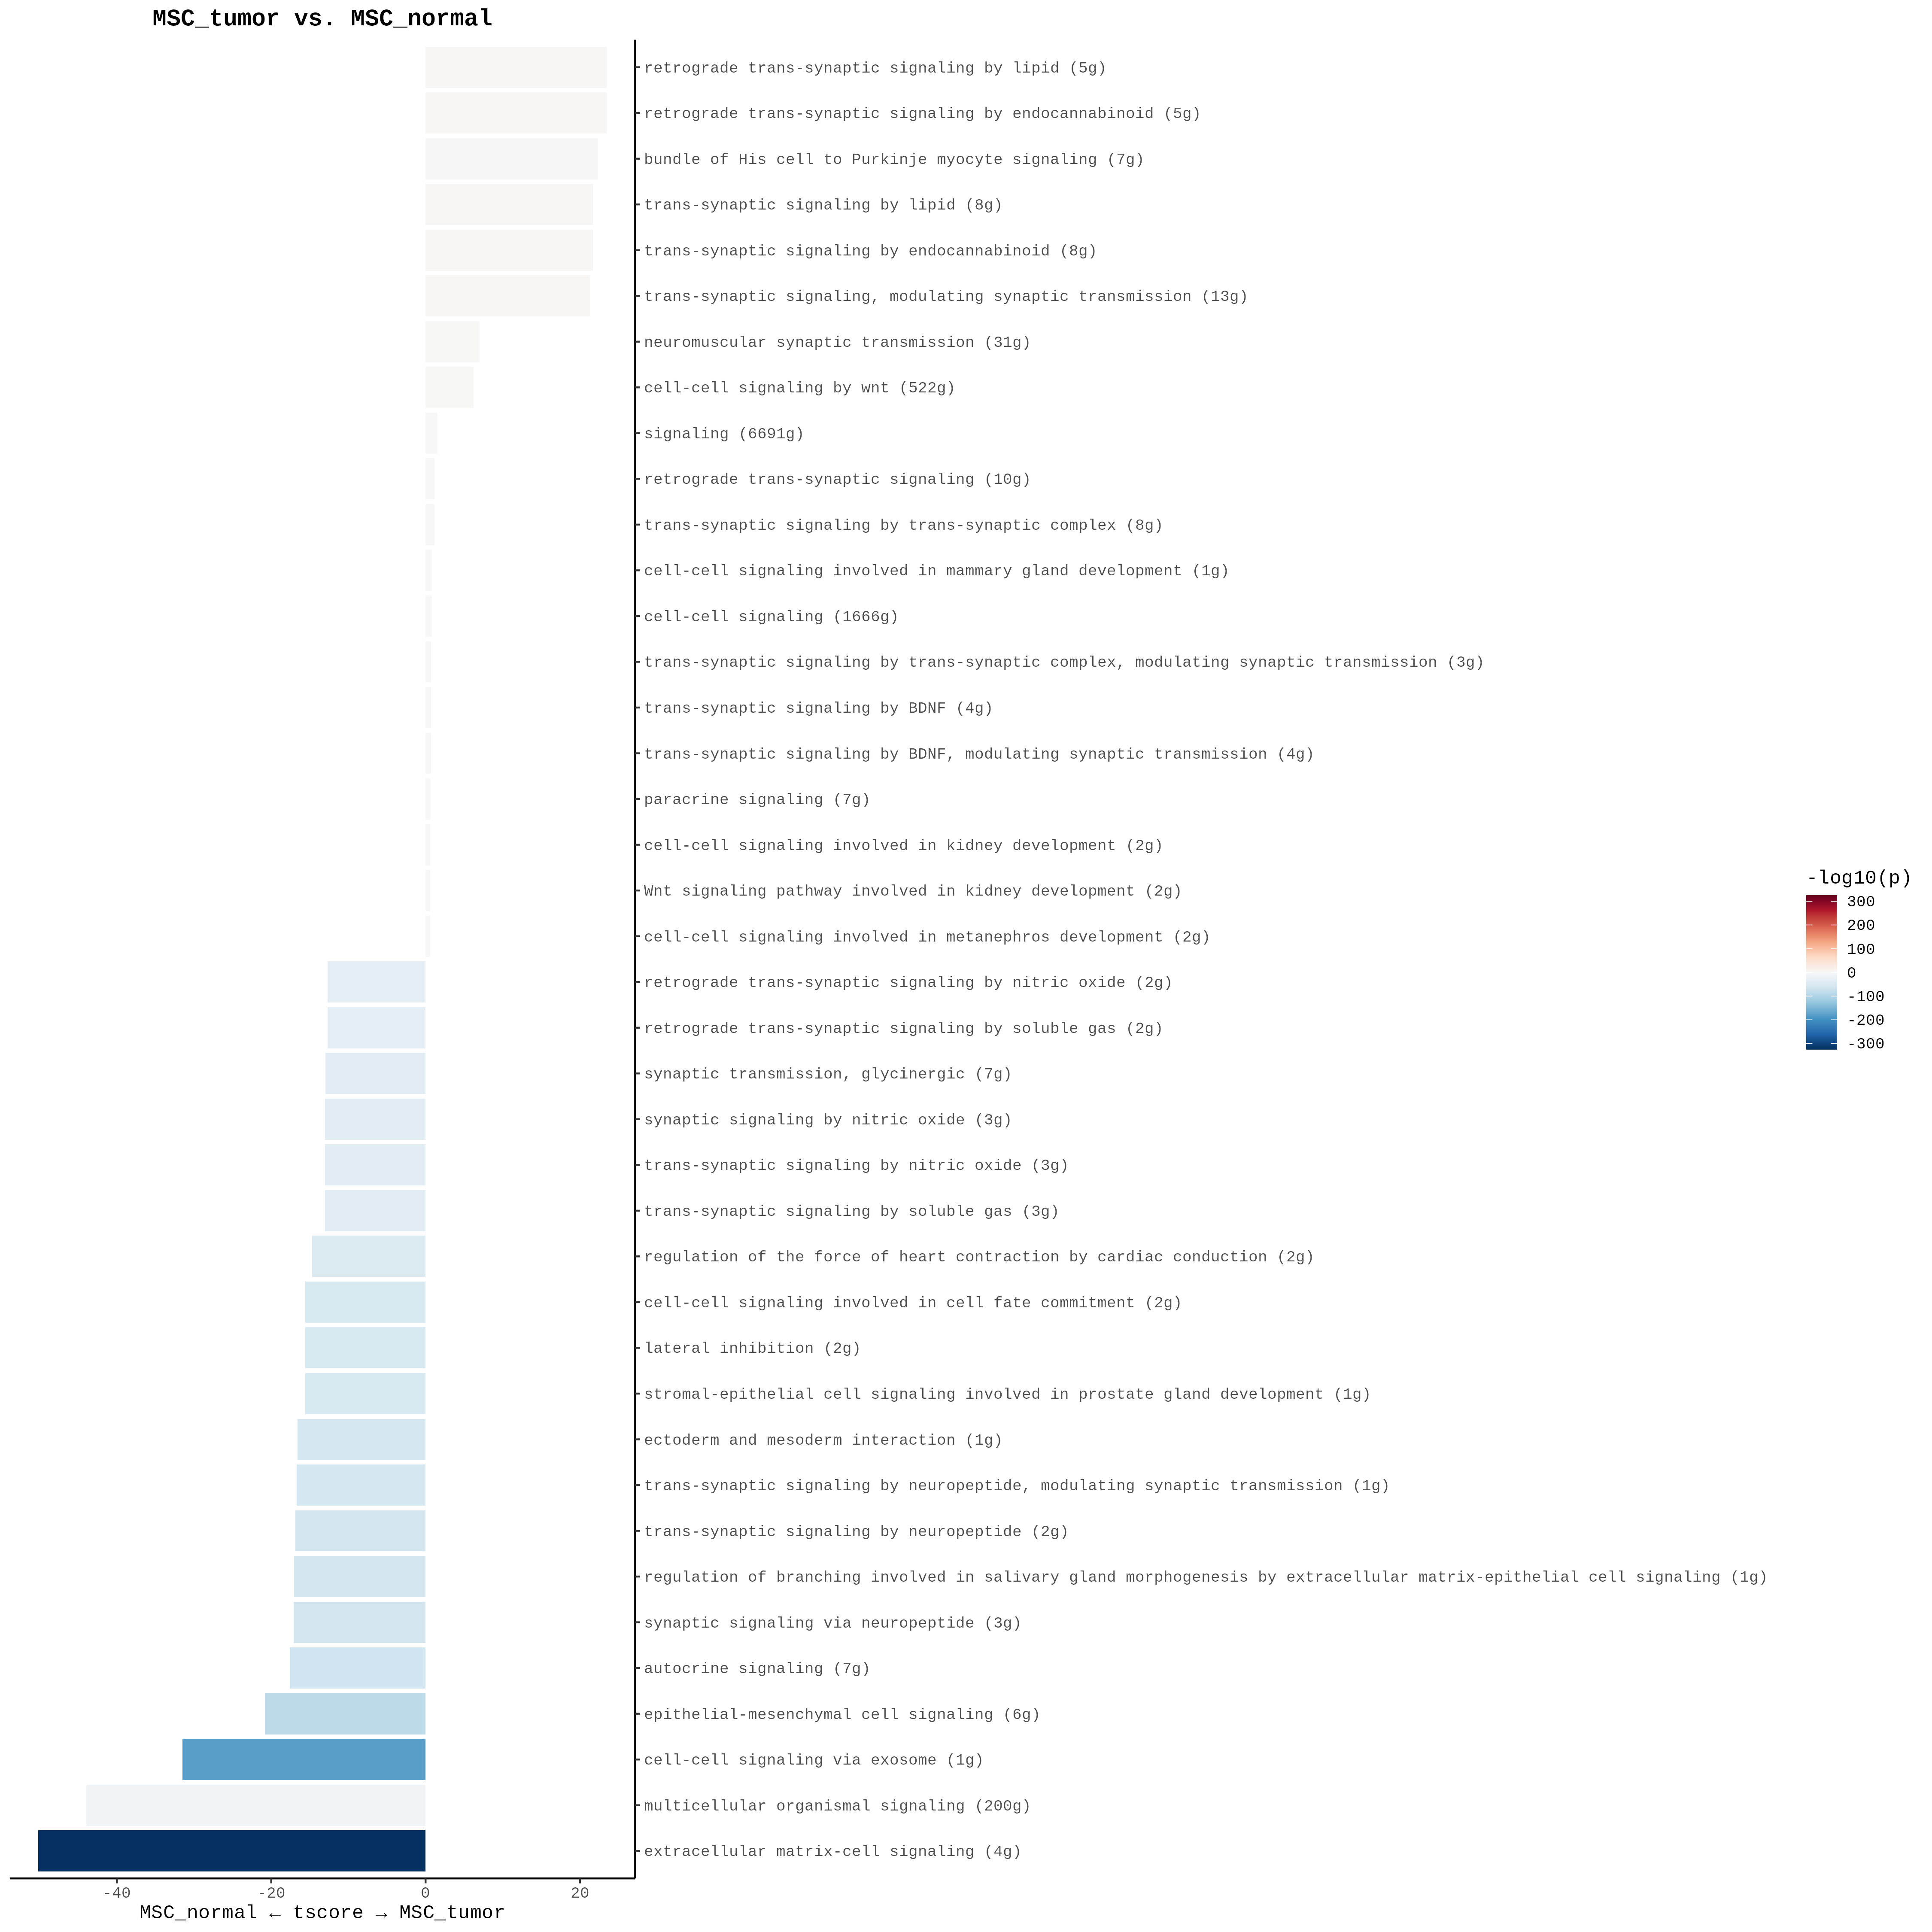 MSC_tumor vs. MSC_normal
retrograde trans-synaptic signaling by lipid (5g)
retrograde trans-synaptic signaling by endocannabinoid (5g)
bundle of His cell to Purkinje myocyte signaling (7g)
trans-synaptic signaling by lipid (8g)
trans-synaptic signaling by endocannabinoid (8g)
trans-synaptic signaling, modulating synaptic transmission (13g)
neuromuscular synaptic transmission (31g)
cell-cell signaling by wnt (522g)
signaling (6691g)
retrograde trans-synaptic signaling (10g)
trans-synaptic signaling by trans-synaptic complex (8g)
cell-cell signaling involved in mammary gland development (1g)
cell-cell signaling (1666g)
trans-synaptic signaling by trans-synaptic complex, modulating synaptic transmission (3g)
trans-synaptic signaling by BDNF (4g)
trans-synaptic signaling by BDNF, modulating synaptic transmission (4g)
paracrine signaling (7g)
cell-cell signaling involved in kidney development (2g)
Wnt signaling pathway involved in kidney development (2g)
cell-cell signaling involved in metanephros development (2g)
retrograde trans-synaptic signaling by nitric oxide (2g)
retrograde trans-synaptic signaling by soluble gas (2g)
synaptic transmission, glycinergic (7g)
synaptic signaling by nitric oxide (3g)
trans-synaptic signaling by nitric oxide (3g)
trans-synaptic signaling by soluble gas (3g)
regulation of the force of heart contraction by cardiac conduction (2g)
cell-cell signaling involved in cell fate commitment (2g)
lateral inhibition (2g)
stromal-epithelial cell signaling involved in prostate gland development (1g)
ectoderm and mesoderm interaction (1g)
trans-synaptic signaling by neuropeptide, modulating synaptic transmission (1g)
trans-synaptic signaling by neuropeptide (2g)
regulation of branching involved in salivary gland morphogenesis by extracellular matrix-epithelial cell signaling (1g)
synaptic signaling via neuropeptide (3g)
autocrine signaling (7g)
epithelial-mesenchymal cell signaling (6g)
cell-cell signaling via exosome (1g)
multicellular organismal signaling (200g)
extracellular matrix-cell signaling (4g)
-40 -20 0 20
MSC_normal ← tscore → MSC_tumor
-log10(p)
300
200
100
0
-100
-200
-300